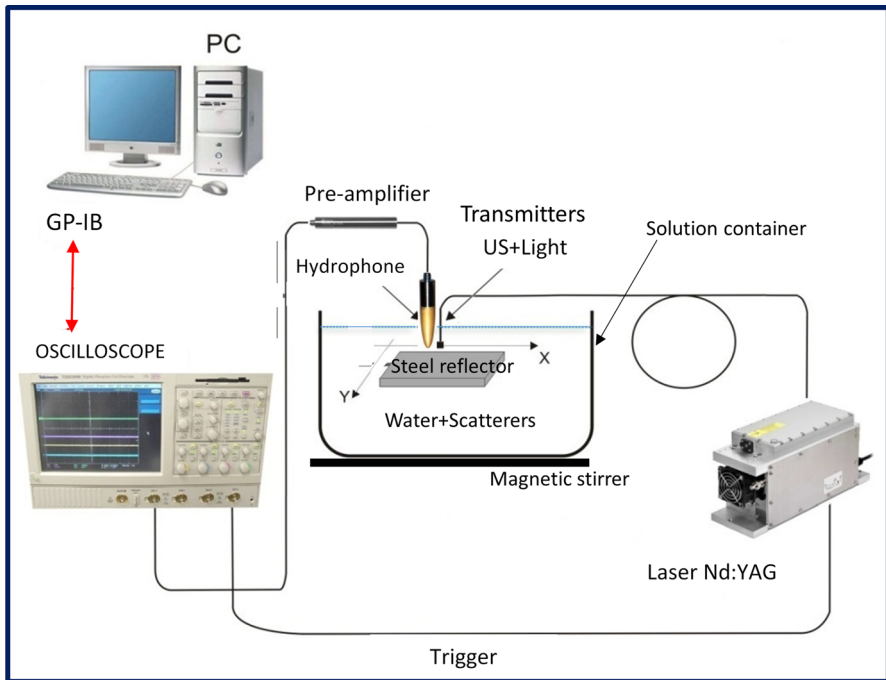 PC
Pre-amplifier
Transmitters
US+Light
Solution container
GP-IB
Hydrophone
OSCILLOSCOPE
X
Steel reflector
Y
Tektronix
Water+Scatterers
Magnetic stirrer
Laser Nd:YAG
Trigger